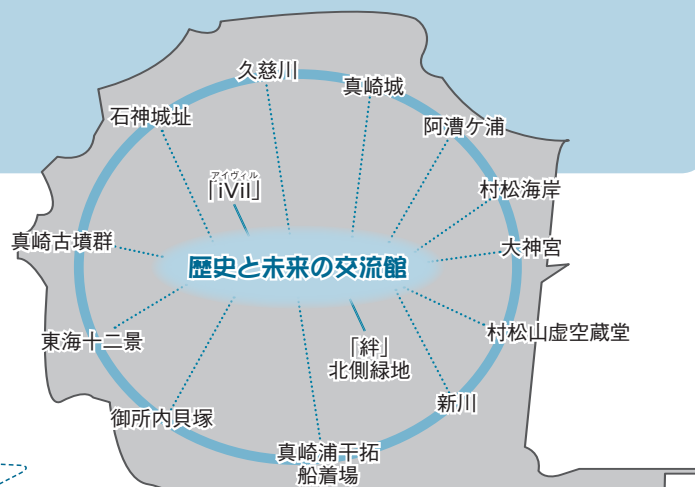 久慈川
真崎城
石神城址
阿漕ケ浦
アイヴィル
「iVil」
村松海岸
真崎古墳群
大神宮
歴史と未来の交流館
東海十二景
「絆」
北側緑地
村松山虚空蔵堂
御所内貝塚
新川
真崎浦干拓
船着場